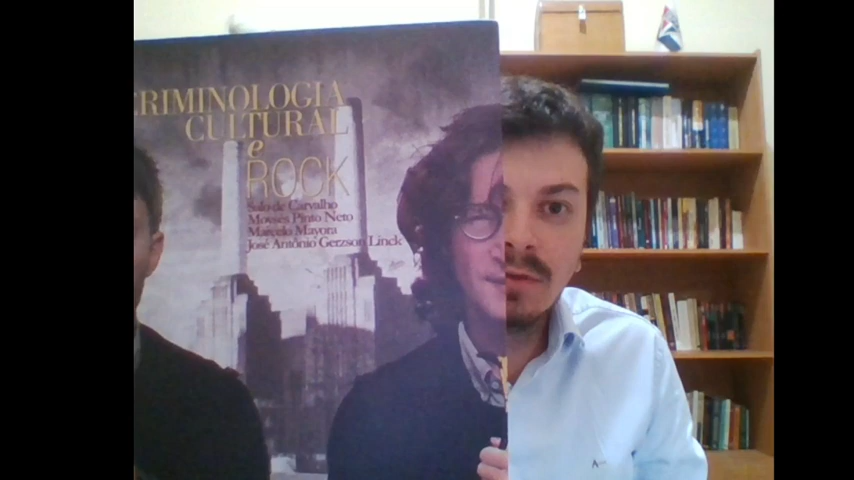 CRIMINOLOGIA
CULTURAL
e
ROCK
Salo de Carvalho
Moysés Pinto Neto
Marcelo Mayora
José Antônio Gerzson Linck